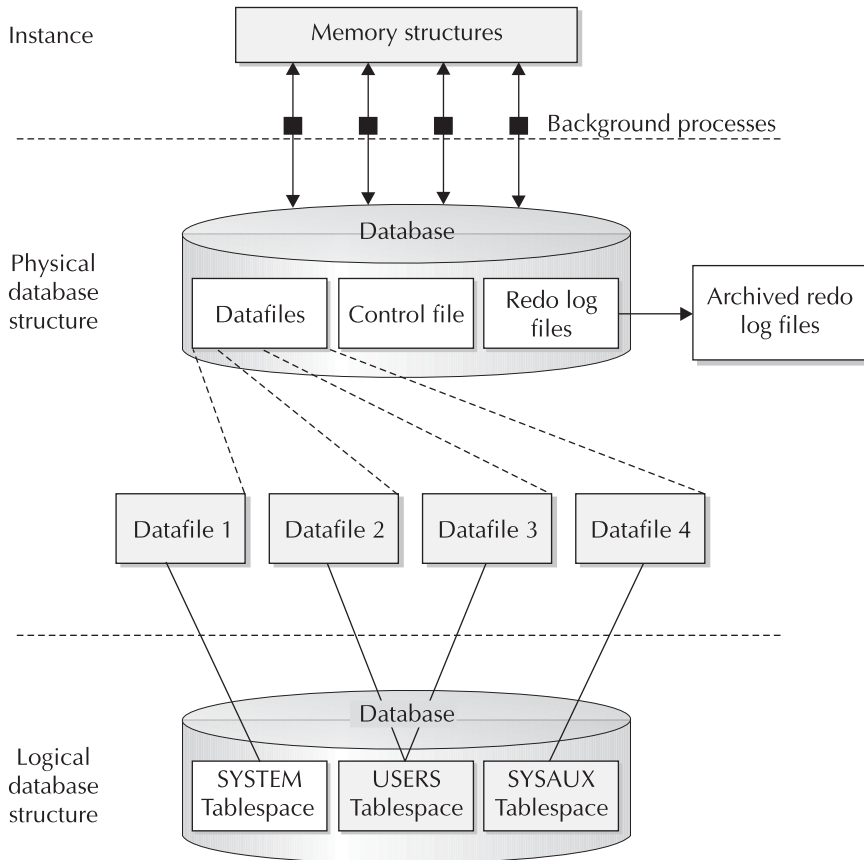 Instance
Memory structures
Background processes
Database
Physical
database
structure
Datafiles
Control file
Redo log
files
Archived redo
log files
Datafile 1
Datafile 2
Datafile 3
Datafile 4
Database
Logical
database
structure
SYSTEM
Tablespace
USERS
Tablespace
SYSAUX
Tablespace